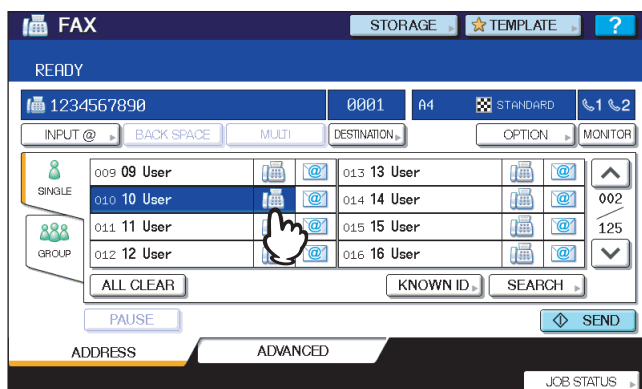 FAX STORAGE TEMPLATE ?
READY
1234567890 0001 A4 STANDARD 1 2
INPUT @ BACK SPACE MULTI DESTINATION OPTION MONITOR
SINGLE
009 09 User @ 013 13 User @
010 10 User 014 14 User @
002
011 11 User @ 015 15 User @
125
GROUP
012 12 User @ 016 16 User @
ALL CLEAR KNOWN ID SEARCH
PAUSE SEND
ADDRESS ADVANCED
JOB STATUS